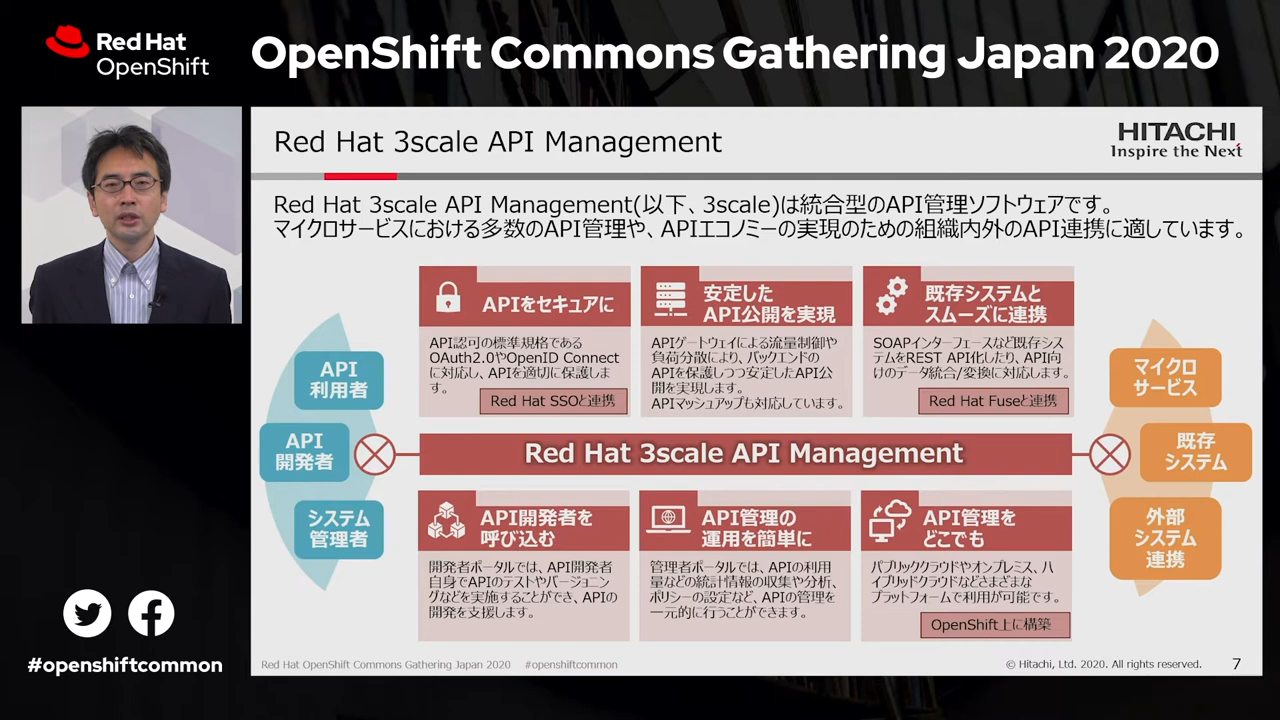 Red Hat
OpenShift
OpenShift Commons Gathering Japan 2020
Red Hat 3scale API Management
HITACHI
Inspire the Next
Red Hat 3scale API Management(以下、3scale)は統合型のAPI管理ソフトウェアです。
マイクロサービスにおける多数のAPI管理や、APIエコノミーの実現のための組織内外のAPI連携に適しています。
APIをセキュアに
API認可の標準規格である
OAuth2.0やOpenID Connect
に対応し、APIを適切に保護しま
す。
Red Hat SSOと連携
安定した
API公開を実現
APIゲートウェイによる流量制御や
負荷分散により、バックエンドの
APIを保護しつつ安定したAPI公
開を実現します。
APIマッシュアップも対応しています。
既存システムと
スムーズに連携
SOAPインターフェースなど既存シス
テムをREST API化したり、API向
けのデータ統合/変換に対応します。
Red Hat Fuseと連携
API
利用者
API
開発者
システム
管理者
Red Hat 3scale API Management
マイクロ
サービス
既存
システム
外部
システム
連携
API開発者を
呼び込む
開発者ポータルでは、API開発者
自身でAPIのテストやバージョニン
グなどを実施することができ、APIの
開発を支援します。
API管理の
運用を簡単に
管理者ポータルでは、APIの利用
量などの統計情報の収集や分析、
ポリシーの設定など、APIの管理を
一元的に行うことができます。
API管理を
どこでも
パブリッククラウドやオンプレミス、ハ
イブリッドクラウドなどさまざまな
プラットフォームで利用が可能です。
OpenShift上に構築
#openshiftcommon
Red Hat OpenShift Commons Gathering Japan 2020 #openshiftcommon
© Hitachi, Ltd. 2020. All rights reserved.
7